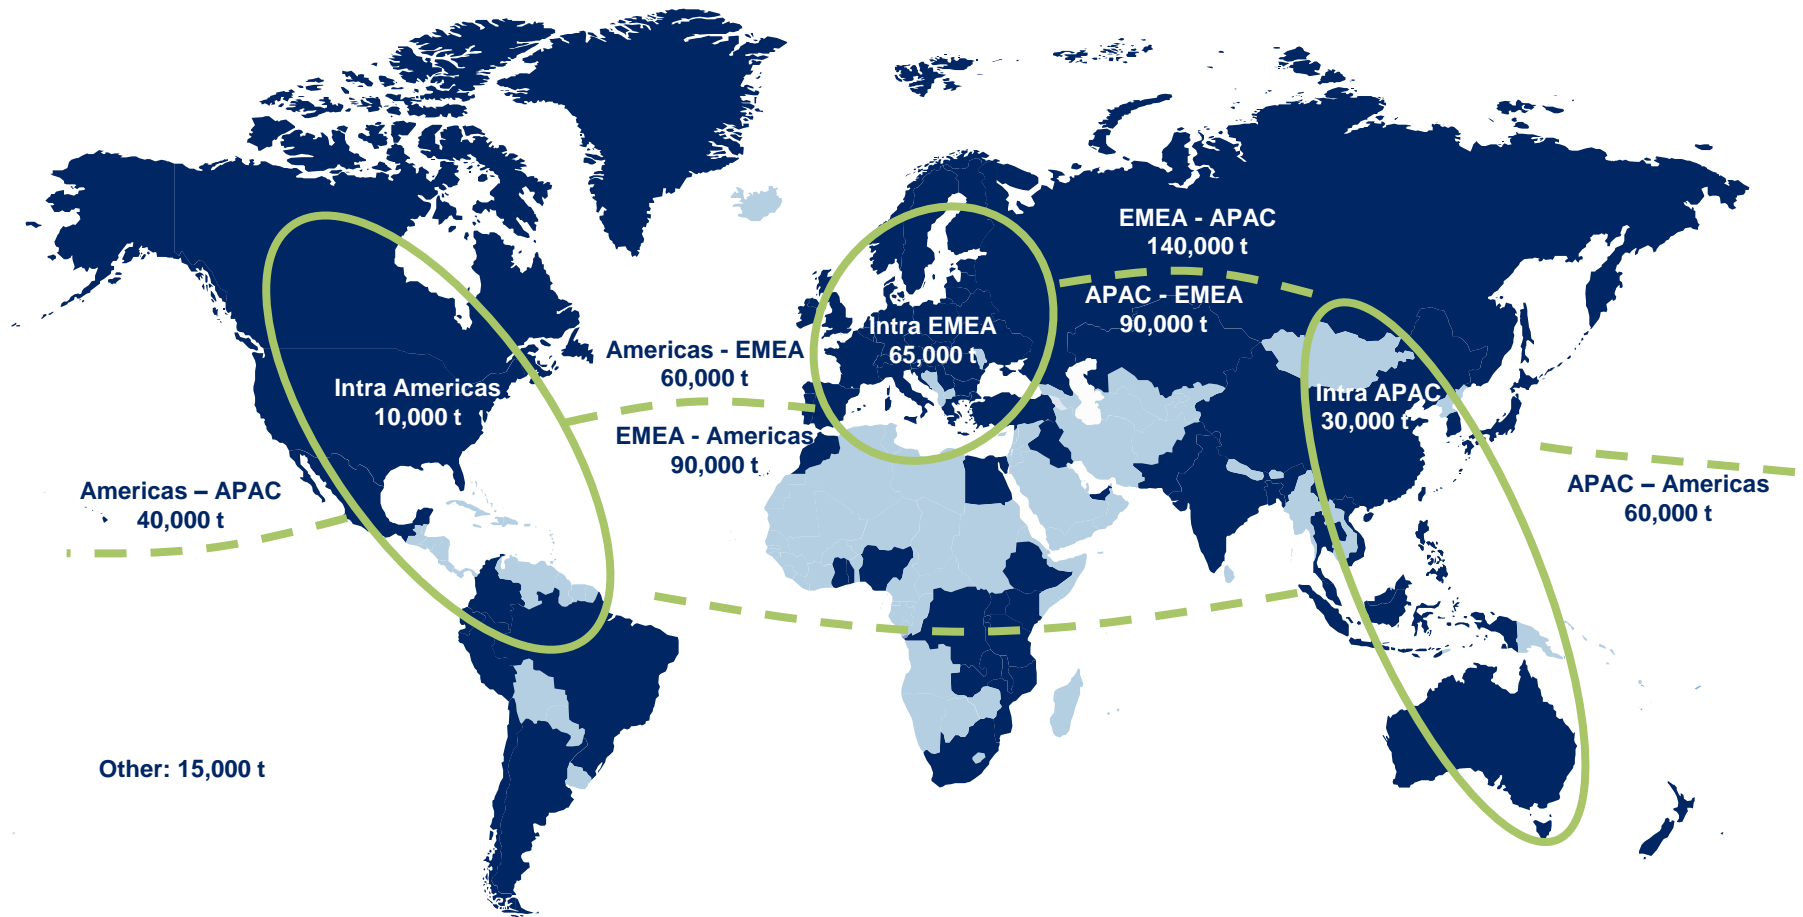 EMEA - APAC
140,000 t
APAC - EMEA
90,000 t
Intra EMEA
65,000 t
Americas - EMEA
60,000 t
Intra Americas
10,000 t
Intra APAC
30,000 t
EMEA - Americas
90,000 t
Americas – APAC
40,000 t
APAC – Americas
60,000 t
Other: 15,000 t